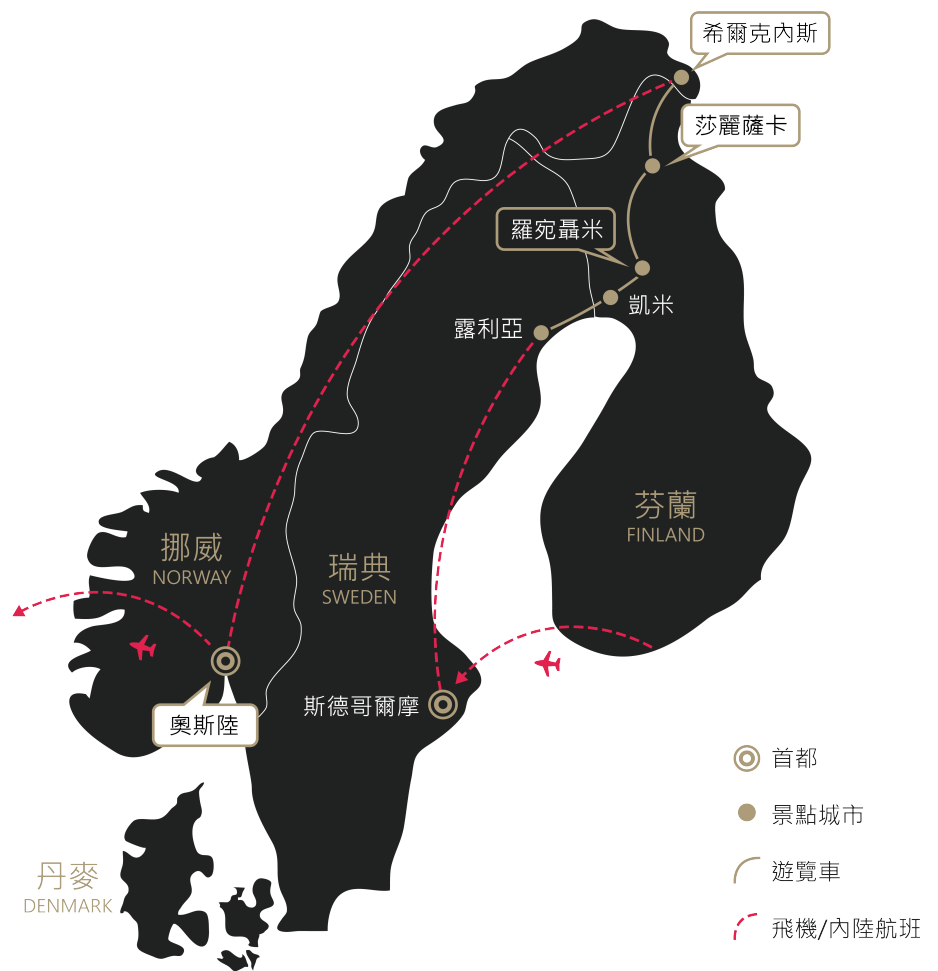 希爾克內斯
莎麗薩卡
羅宛聶米
凱米
露利亞
芬蘭
FINLAND
挪威
NORWAY
瑞典
SWEDEN
斯德哥爾摩
奧斯陸
首都
景點城市
丹麥
DENMARK
遊覽車
飛機/內陸航班